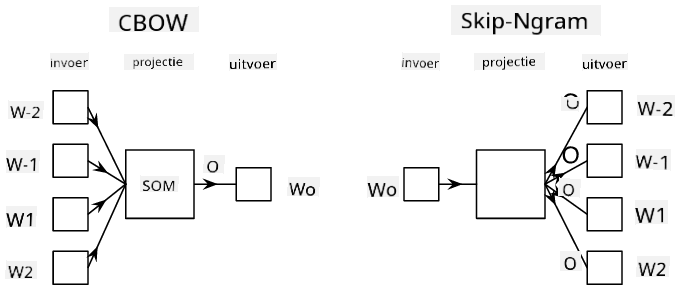 CBOW
Skip-Ngram
invoer
projectie
uitvoer
invoer
projectie
uitvoer
W-2
W-1
W1
W2
SOM
O
Wo
Wo
O
O
O
O
W-2
W-1
W1
W2